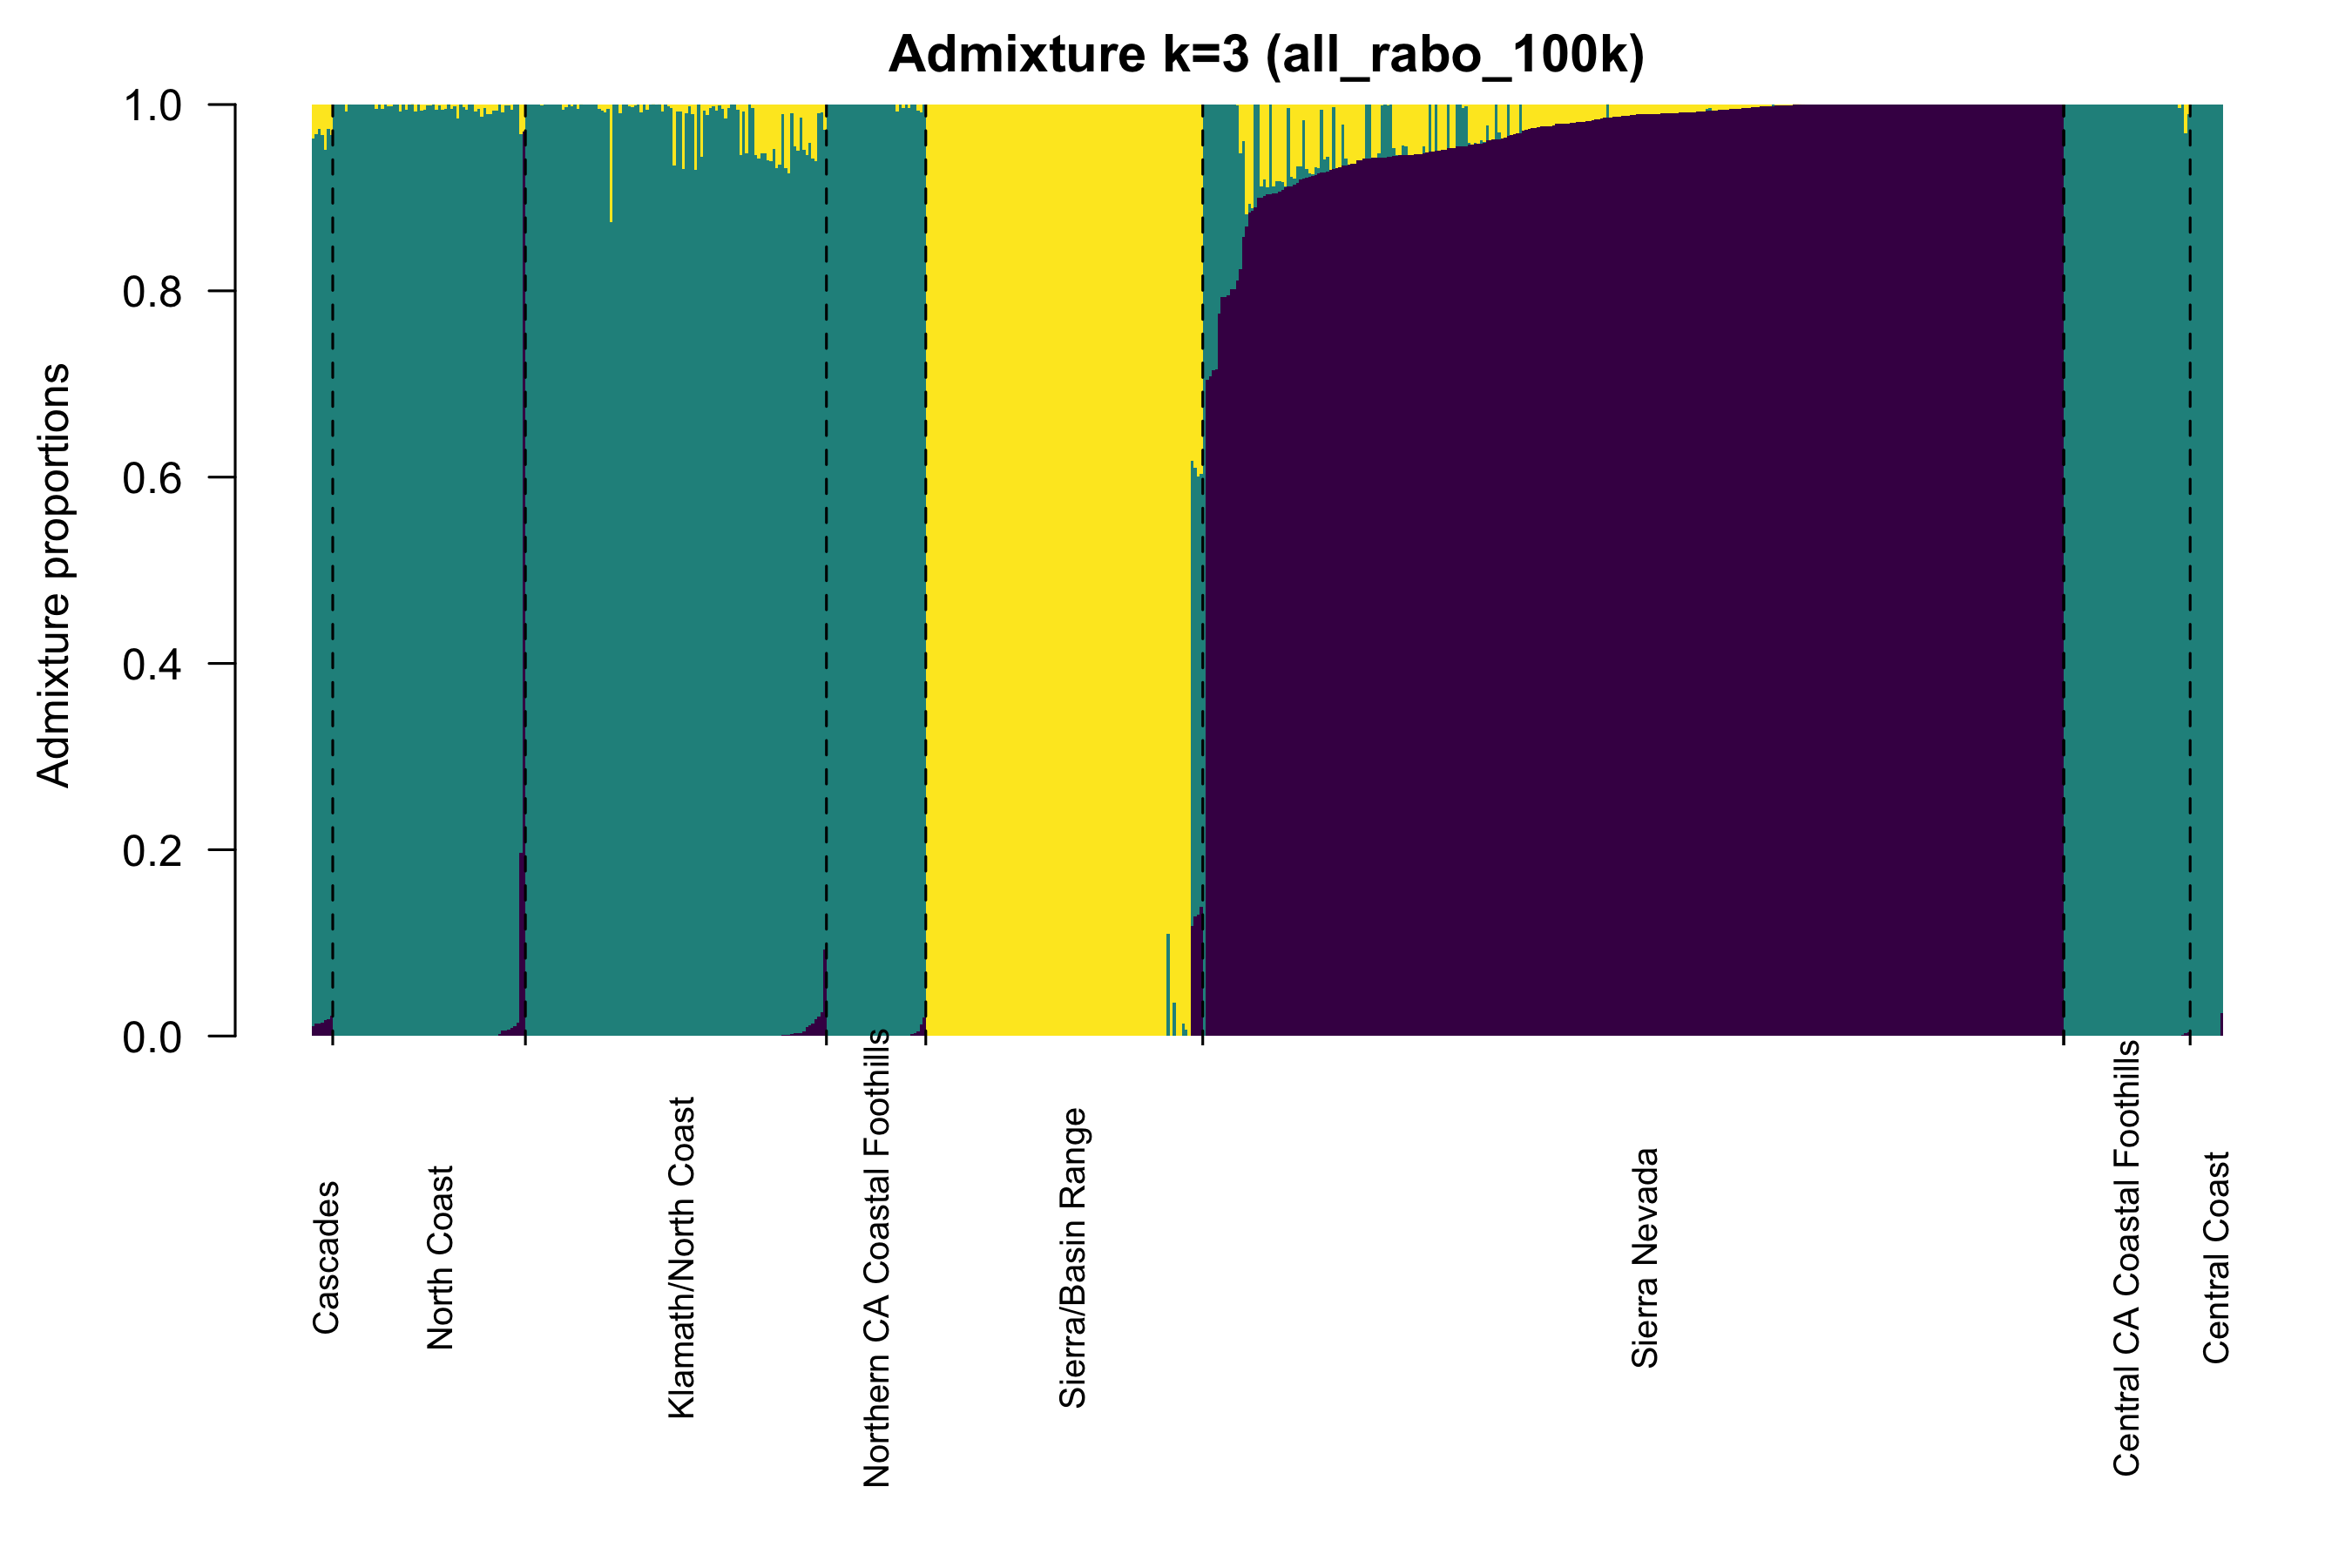 Admixture k=3 (all_rabo_100k)
Admixture proportions
1.0
0.8
0.6
0.4
0.2
0.0
Cascades
North Coast
Klamath/North Coast
Northern CA Coastal Foothills
Sierra/Basin Range
Sierra Nevada
Central CA Coastal Foothills
Central Coast